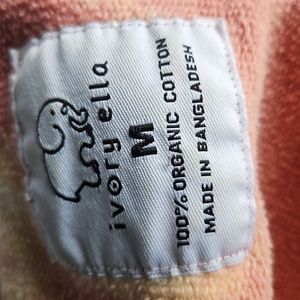 ivory ella
M
100% ORGANIC COTTON
MADE IN BANGLADESH